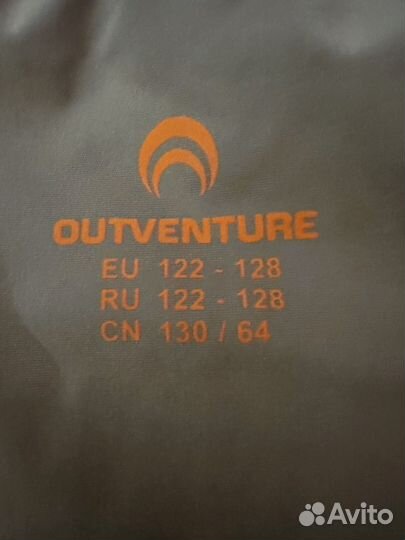 OUTVENTURE
EU 122 - 128
RU 122 - 128
CN 130 / 64
Avito